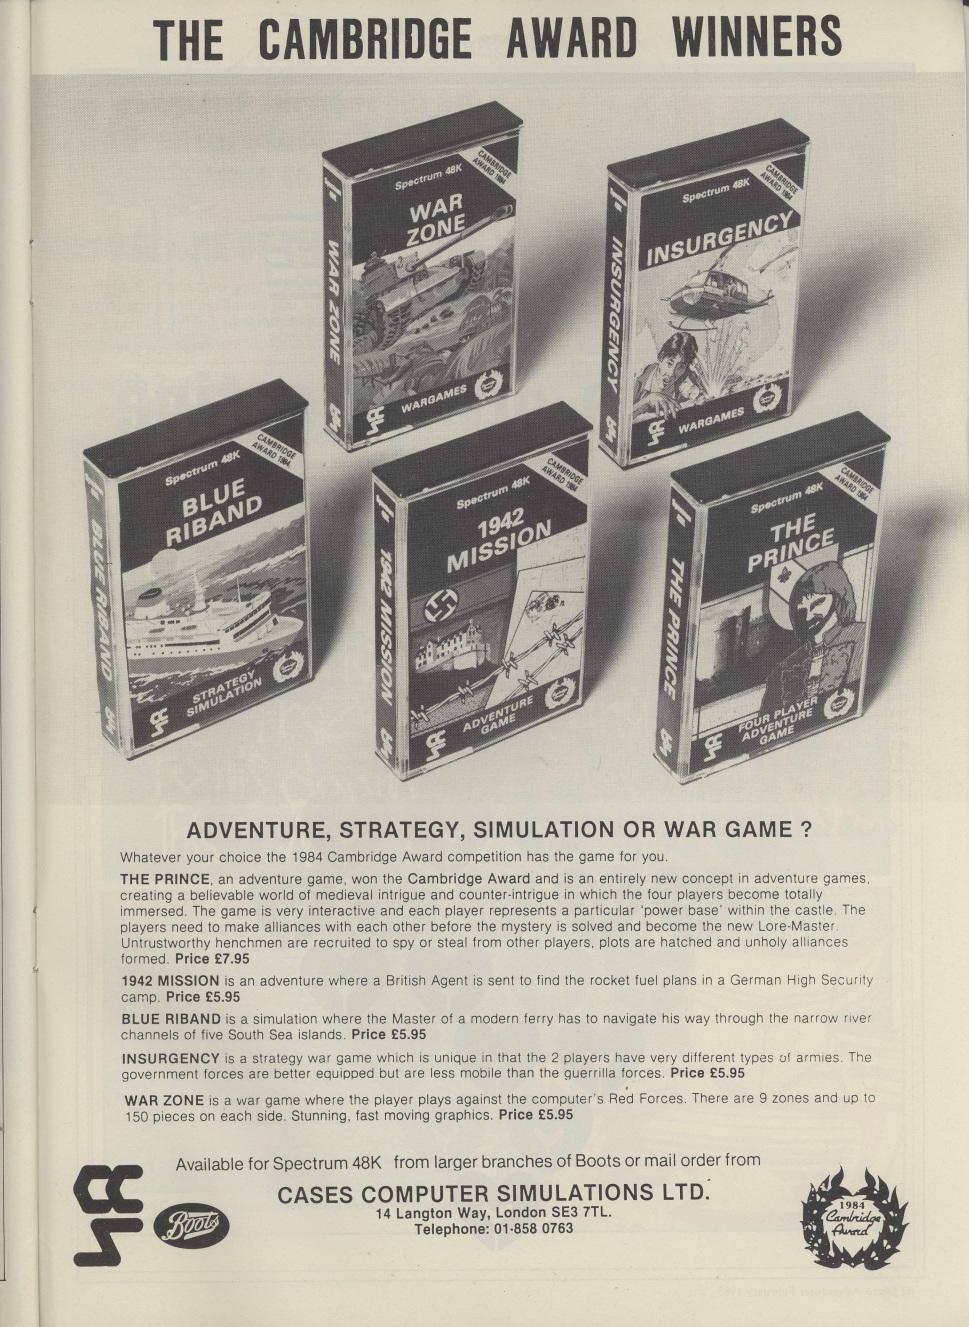 THE CAMBRIDGE AWARD WINNERS
CAMBRIDGE
AWARD 1984
Spectrum 48K
WAR
ZONE
WAR ZONE
WARGAMES
CAMBRIDGE
AWARD 1984
Spectrum 48K
INSURGENCY
INSURGENCY
WARGAMES
CAMBRIDGE
AWARD 1984
Spectrum 48K
BLUE
RIBAND
BLUE RIBAND
STRATEGY
SIMULATION
CAMBRIDGE
AWARD 1984
Spectrum 48K
1942
MISSION
1942 MISSION
ADVENTURE
GAME
CAMBRIDGE
AWARD 1984
Spectrum 48K
THE
PRINCE
THE PRINCE
FOUR PLAYER
ADVENTURE
GAME
ADVENTURE, STRATEGY, SIMULATION OR WAR GAME ?
Whatever your choice the 1984 Cambridge Award competition has the game for you.
THE PRINCE, an adventure game, won the Cambridge Award and is an entirely new concept in adventure games,
creating a believable world of medieval intrigue and counter-intrigue in which the four players become totally
immersed. The game is very interactive and each player represents a particular 'power base' within the castle. The
players need to make alliances with each other before the mystery is solved and become the new Lore-Master.
Untrustworthy henchmen are recruited to spy or steal from other players, plots are hatched and unholy alliances
formed. Price £7.95
1942 MISSION is an adventure where a British Agent is sent to find the rocket fuel plans in a German High Security
camp. Price £5.95
BLUE RIBAND is a simulation where the Master of a modern ferry has to navigate his way through the narrow river
channels of five South Sea islands. Price £5.95
INSURGENCY is a strategy war game which is unique in that the 2 players have very different types of armies. The
government forces are better equipped but are less mobile than the guerrilla forces. Price £5.95
WAR ZONE is a war game where the player plays against the computer's Red Forces. There are 9 zones and up to
150 pieces on each side. Stunning, fast moving graphics. Price £5.95
Available for Spectrum 48K from larger branches of Boots or mail order from
CASES COMPUTER SIMULATIONS LTD.
14 Langton Way, London SE3 7TL.
Telephone: 01-858 0763
CCS
Boots
1984
Cambridge
Award